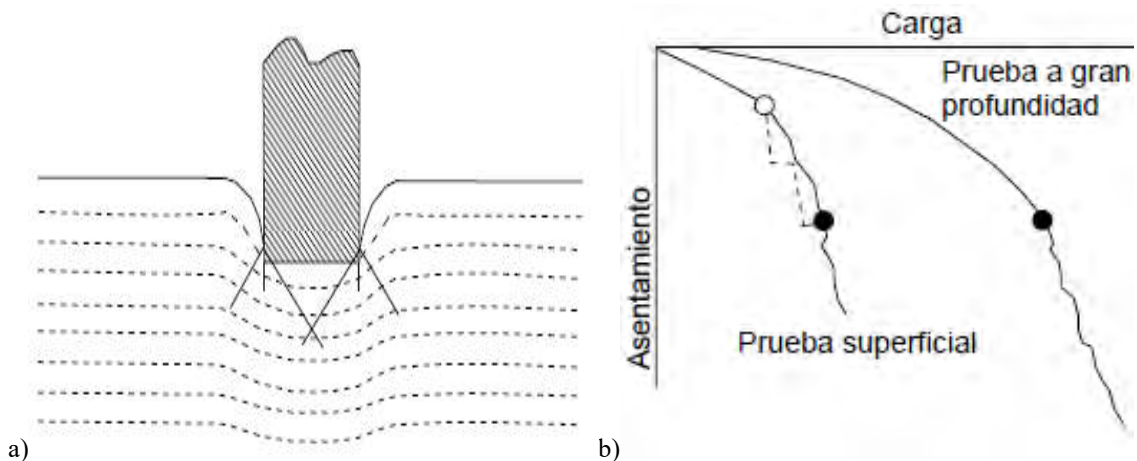 Carga
Prueba a gran
profundidad
Asentamiento
Prueba superficial
a)
b)